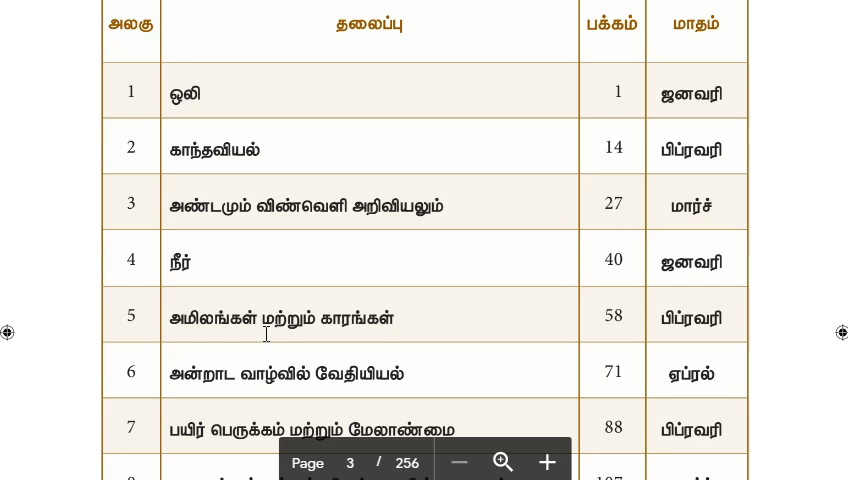 அலகு தலைப்பு பக்கம் மாதம்
1 ஒலி 1 ஜனவரி
2 காந்தவியல் 14 பிப்ரவரி
3 அண்டமும் விண்வெளி அறிவியலும் 27 மார்ச்
4 நீர் 40 ஜனவரி
5 அமிலங்கள் மற்றும் காரங்கள் 58 பிப்ரவரி
6 அன்றாட வாழ்வில் வேதியியல் 71 ஏப்ரல்
7 பயிர் பெருக்கம் மற்றும் மேலாண்மை 88 பிப்ரவரி
Page 3 / 256